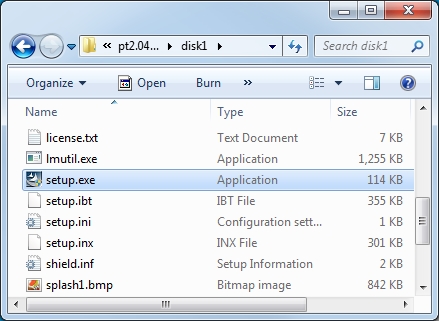 « pt2.04... ▸ disk1 ▸
Search disk1
Organize ▾ Open Burn »
Name Type Size
license.txt Text Document 7 KB
lmutil.exe Application 1,255 KB
setup.exe Application 114 KB
setup.ibt IBT File 355 KB
setup.ini Configuration sett... 1 KB
setup.inx INX File 301 KB
shield.inf Setup Information 2 KB
splash1.bmp Bitmap image 842 KB